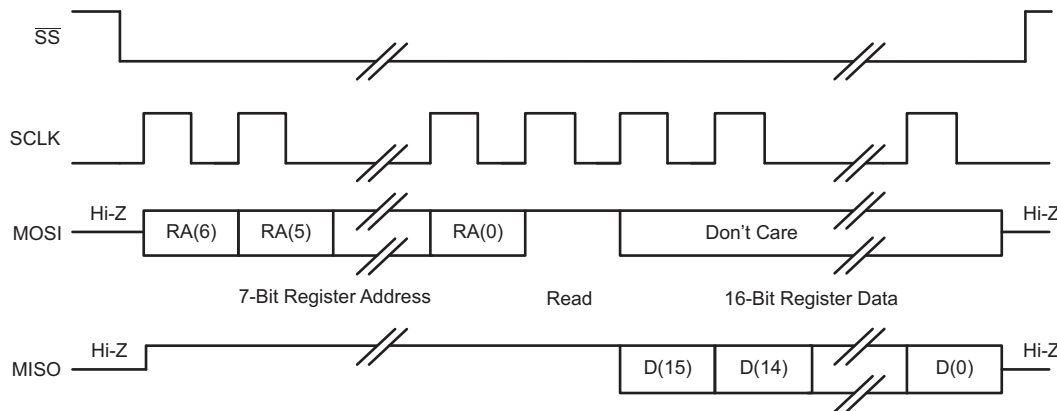 SS
SCLK
Hi-Z Hi-Z
MOSI RA(6) RA(5) RA(0) Don't Care
7-Bit Register Address Read 16-Bit Register Data
Hi-Z Hi-Z
MISO D(15) D(14) D(0)